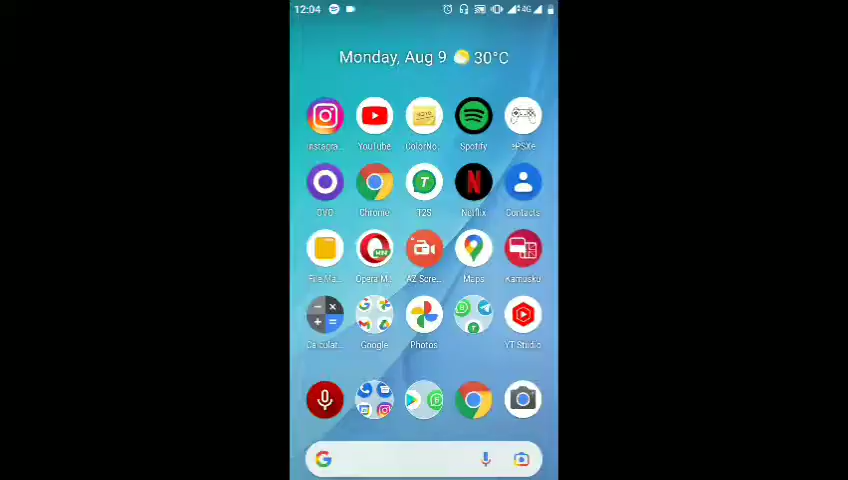 12:04 4G
Monday, Aug 9 30°C
Instagra...
YouTube
ColorNo...
Spotify
ePSXe
OVO
Chrome
T2S
Netflix
Contacts
File Ma...
Opera M...
AZ Scre...
Maps
Kamusku
Calculat...
Google
Photos
YT Studio